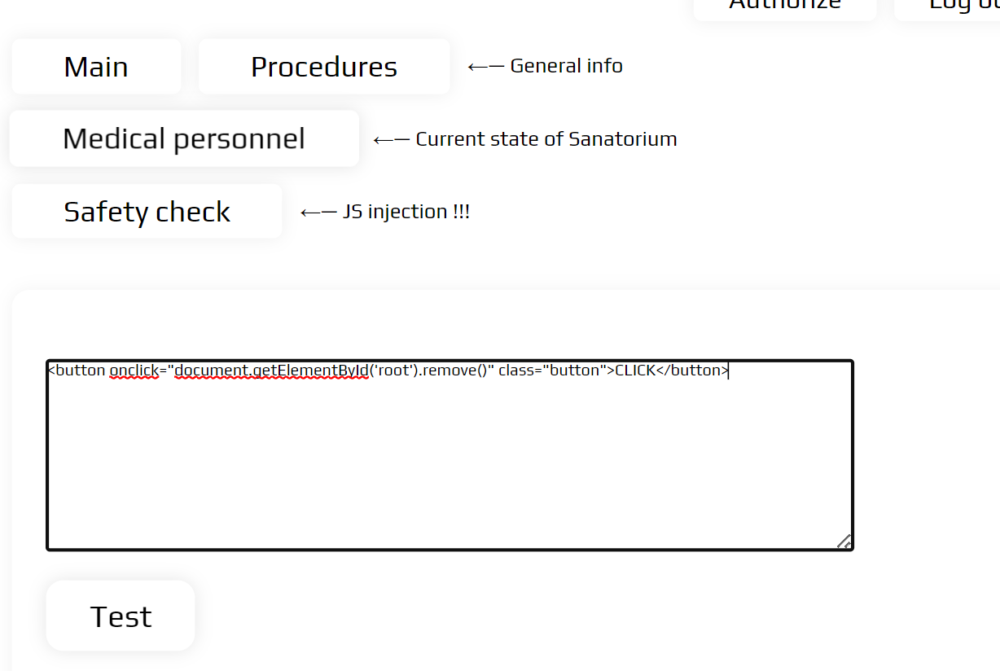 Authorize Log ou
Main Procedures ←— General info
Medical personnel ←— Current state of Sanatorium
Safety check ←— JS injection !!!
<button onclick="document.getElementById('root').remove()" class="button">CLICK</button>
Test